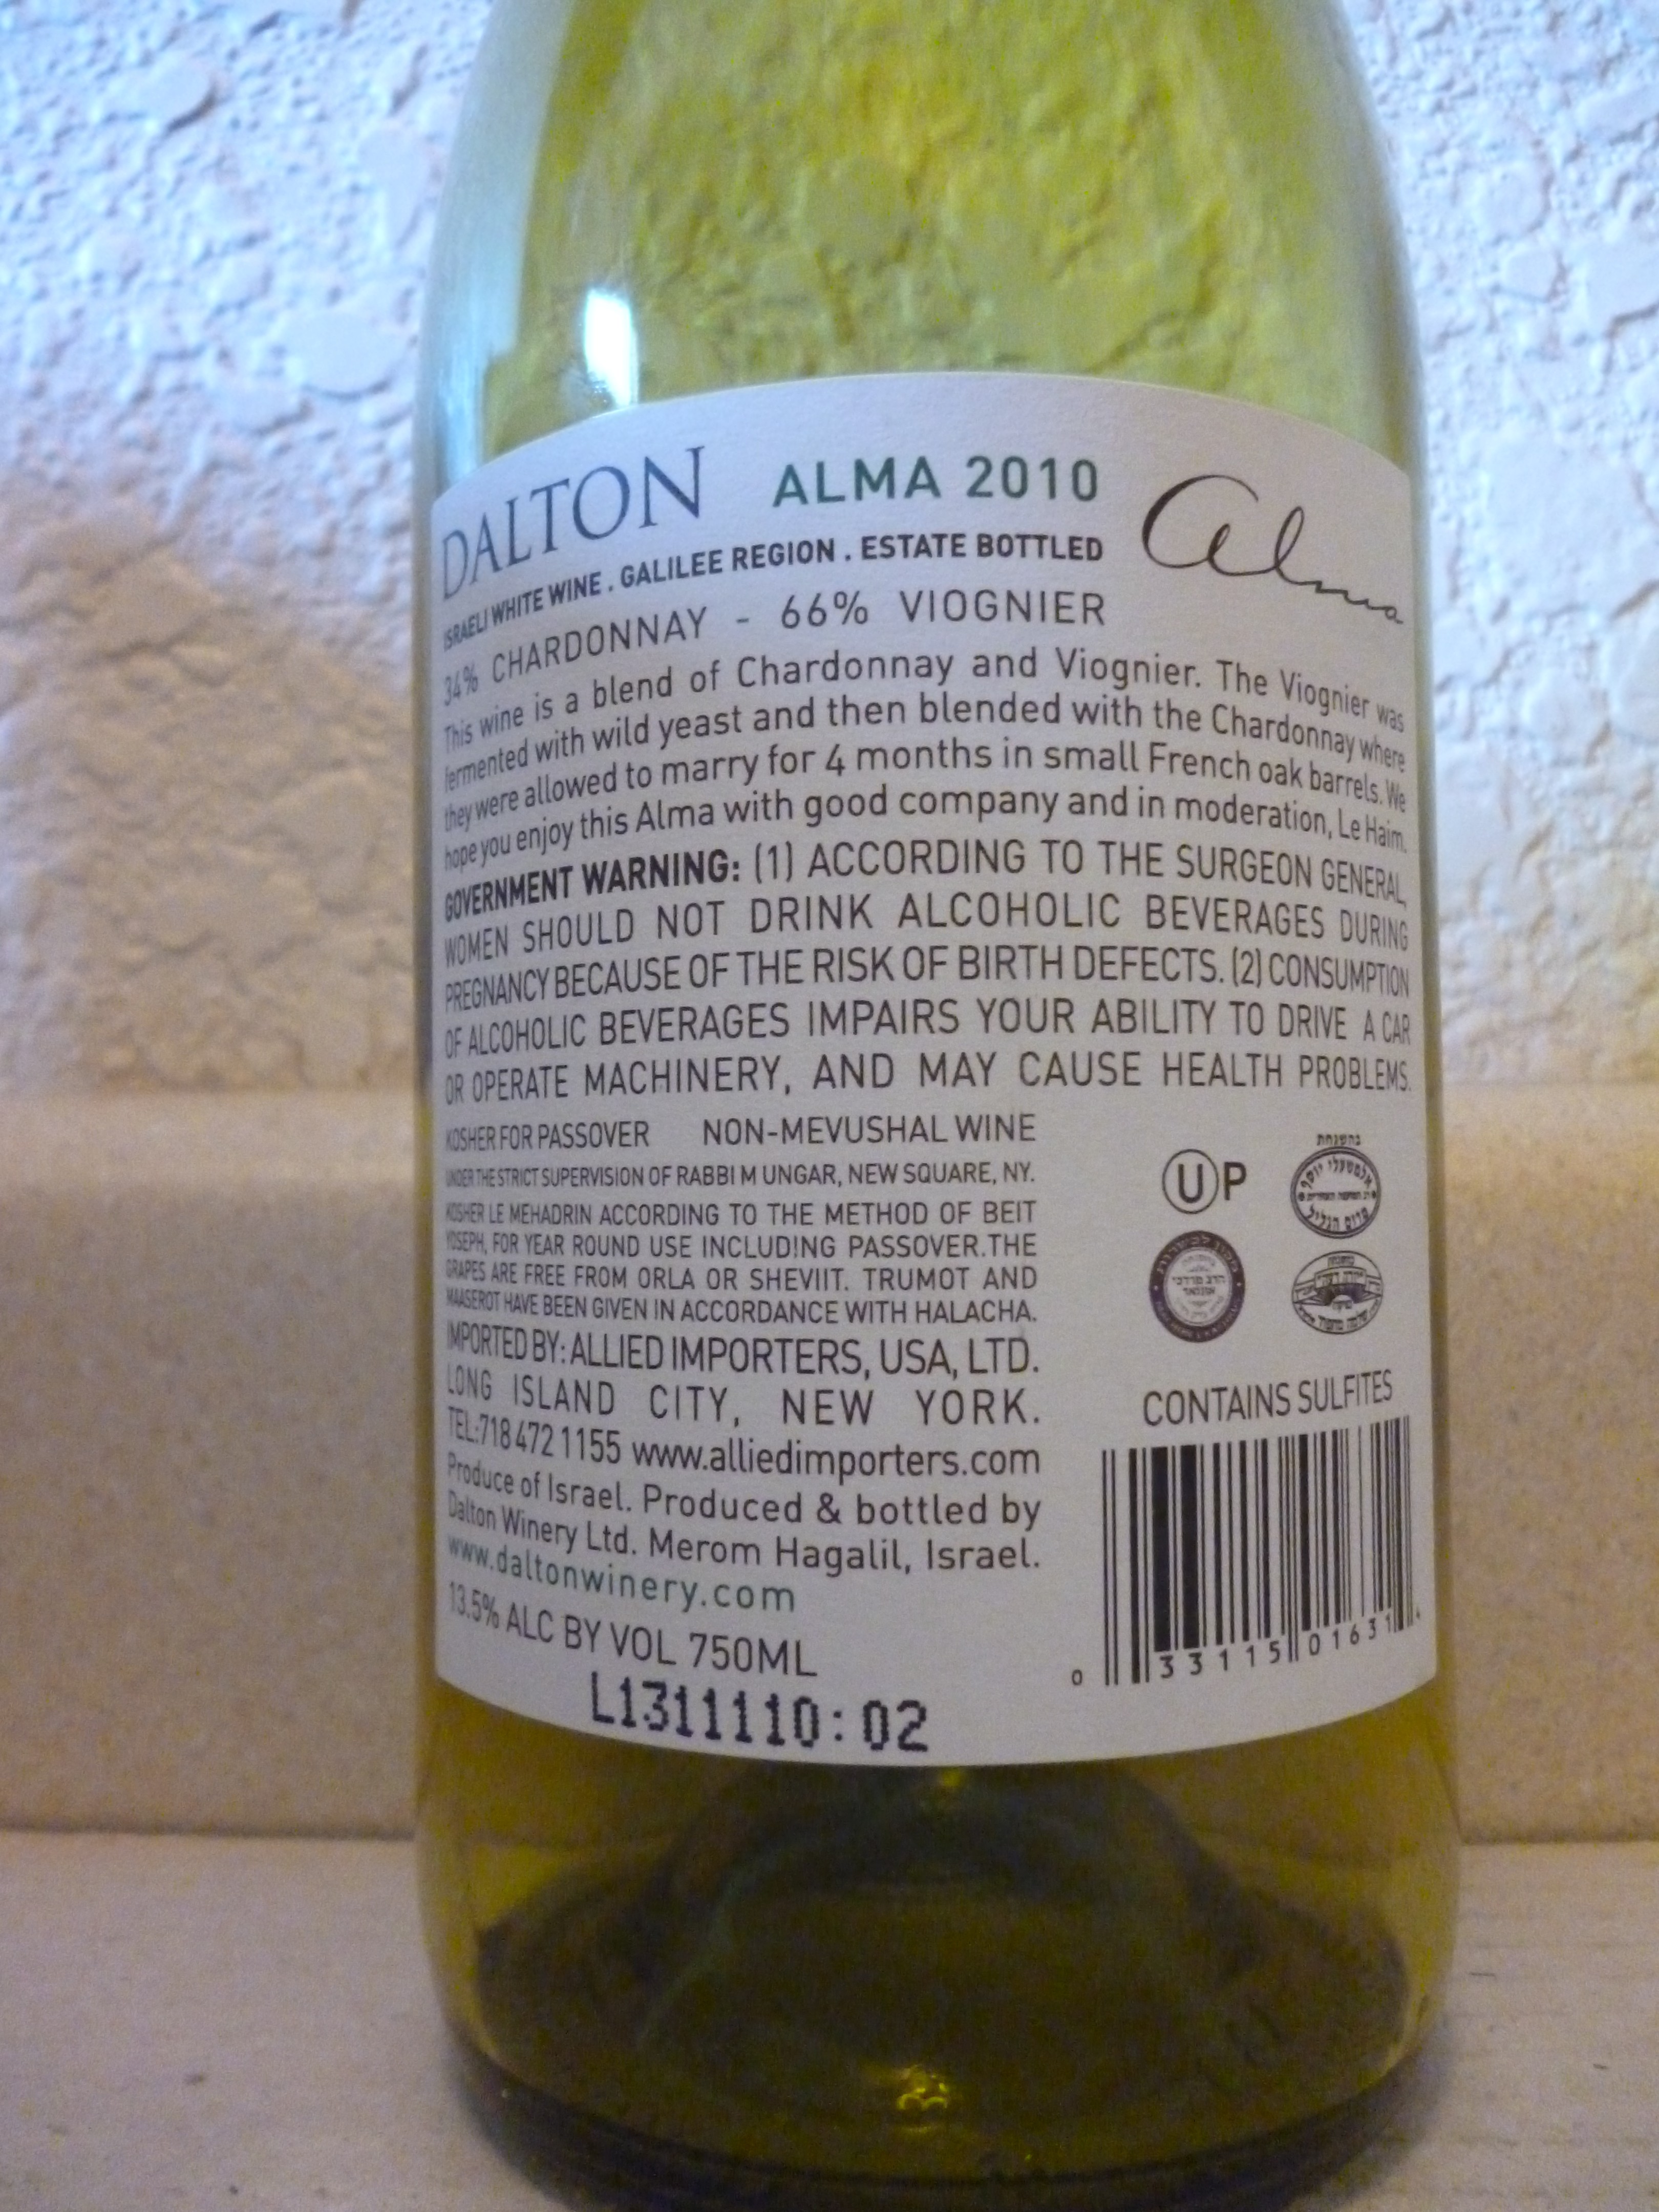 DALTON ALMA 2010 Alma
ISRAELI WHITE WINE . GALILEE REGION . ESTATE BOTTLED
34% CHARDONNAY - 66% VIOGNIER
This wine is a blend of Chardonnay and Viognier. The Viognier was
fermented with wild yeast and then blended with the Chardonnay where
they were allowed to marry for 4 months in small French oak barrels. We
hope you enjoy this Alma with good company and in moderation, Le Haim.
GOVERNMENT WARNING: (1) ACCORDING TO THE SURGEON GENERAL,
WOMEN SHOULD NOT DRINK ALCOHOLIC BEVERAGES DURING
PREGNANCY BECAUSE OF THE RISK OF BIRTH DEFECTS. (2) CONSUMPTION
OF ALCOHOLIC BEVERAGES IMPAIRS YOUR ABILITY TO DRIVE A CAR
OR OPERATE MACHINERY, AND MAY CAUSE HEALTH PROBLEMS.
KOSHER FOR PASSOVER NON-MEVUSHAL WINE
UNDER THE STRICT SUPERVISION OF RABBI M UNGAR, NEW SQUARE, NY.
KOSHER LE MEHADRIN ACCORDING TO THE METHOD OF BEIT
YOSEPH, FOR YEAR ROUND USE INCLUDING PASSOVER.THE
GRAPES ARE FREE FROM ORLA OR SHEVIIT. TRUMOT AND
MAASEROT HAVE BEEN GIVEN IN ACCORDANCE WITH HALACHA.
IMPORTED BY: ALLIED IMPORTERS, USA, LTD.
LONG ISLAND CITY, NEW YORK.
TEL:718 472 1155 www.alliedimporters.com
Produce of Israel. Produced & bottled by
Dalton Winery Ltd. Merom Hagalil, Israel.
www.daltonwinery.com
13.5% ALC BY VOL 750ML
L1311110:02
U P
בהשגחת
מרום הגליל
CONTAINS SULFITES
0 33115 01631 4